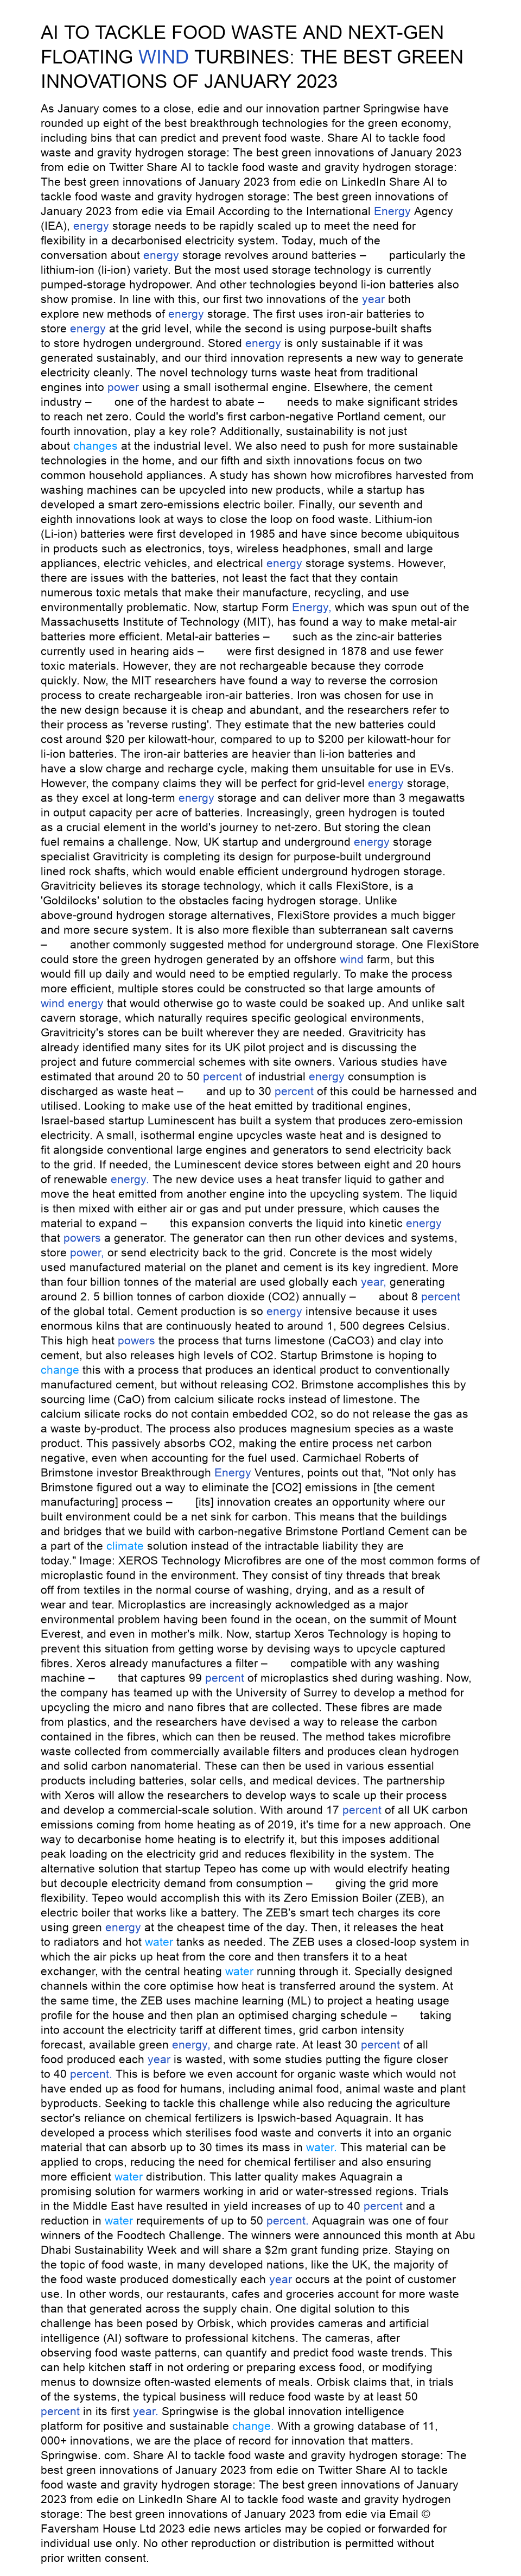 AI TO TACKLE FOOD WASTE AND NEXT-GEN
FLOATING WIND TURBINES: THE BEST GREEN
INNOVATIONS OF JANUARY 2023
As January comes to a close, edie and our innovation partner Springwise have
rounded up eight of the best breakthrough technologies for the green economy,
including bins that can predict and prevent food waste. Share AI to tackle food
waste and gravity hydrogen storage: The best green innovations of January 2023
from edie on Twitter Share AI to tackle food waste and gravity hydrogen storage:
The best green innovations of January 2023 from edie on LinkedIn Share AI to
tackle food waste and gravity hydrogen storage: The best green innovations of
January 2023 from edie via Email According to the International Energy Agency
(IEA), energy storage needs to be rapidly scaled up to meet the need for
flexibility in a decarbonised electricity system. Today, much of the
conversation about energy storage revolves around batteries – particularly the
lithium-ion (li-ion) variety. But the most used storage technology is currently
pumped-storage hydropower. And other technologies beyond li-ion batteries also
show promise. In line with this, our first two innovations of the year both
explore new methods of energy storage. The first uses iron-air batteries to
store energy at the grid level, while the second is using purpose-built shafts
to store hydrogen underground. Stored energy is only sustainable if it was
generated sustainably, and our third innovation represents a new way to generate
electricity cleanly. The novel technology turns waste heat from traditional
engines into power using a small isothermal engine. Elsewhere, the cement
industry – one of the hardest to abate – needs to make significant strides
to reach net zero. Could the world's first carbon-negative Portland cement, our
fourth innovation, play a key role? Additionally, sustainability is not just
about changes at the industrial level. We also need to push for more sustainable
technologies in the home, and our fifth and sixth innovations focus on two
common household appliances. A study has shown how microfibres harvested from
washing machines can be upcycled into new products, while a startup has
developed a smart zero-emissions electric boiler. Finally, our seventh and
eighth innovations look at ways to close the loop on food waste. Lithium-ion
(Li-ion) batteries were first developed in 1985 and have since become ubiquitous
in products such as electronics, toys, wireless headphones, small and large
appliances, electric vehicles, and electrical energy storage systems. However,
there are issues with the batteries, not least the fact that they contain
numerous toxic metals that make their manufacture, recycling, and use
environmentally problematic. Now, startup Form Energy, which was spun out of the
Massachusetts Institute of Technology (MIT), has found a way to make metal-air
batteries more efficient. Metal-air batteries – such as the zinc-air batteries
currently used in hearing aids – were first designed in 1878 and use fewer
toxic materials. However, they are not rechargeable because they corrode
quickly. Now, the MIT researchers have found a way to reverse the corrosion
process to create rechargeable iron-air batteries. Iron was chosen for use in
the new design because it is cheap and abundant, and the researchers refer to
their process as 'reverse rusting'. They estimate that the new batteries could
cost around $20 per kilowatt-hour, compared to up to $200 per kilowatt-hour for
li-ion batteries. The iron-air batteries are heavier than li-ion batteries and
have a slow charge and recharge cycle, making them unsuitable for use in EVs.
However, the company claims they will be perfect for grid-level energy storage,
as they excel at long-term energy storage and can deliver more than 3 megawatts
in output capacity per acre of batteries. Increasingly, green hydrogen is touted
as a crucial element in the world's journey to net-zero. But storing the clean
fuel remains a challenge. Now, UK startup and underground energy storage
specialist Gravitricity is completing its design for purpose-built underground
lined rock shafts, which would enable efficient underground hydrogen storage.
Gravitricity believes its storage technology, which it calls FlexiStore, is a
'Goldilocks' solution to the obstacles facing hydrogen storage. Unlike
above-ground hydrogen storage alternatives, FlexiStore provides a much bigger
and more secure system. It is also more flexible than subterranean salt caverns
– another commonly suggested method for underground storage. One FlexiStore
could store the green hydrogen generated by an offshore wind farm, but this
would fill up daily and would need to be emptied regularly. To make the process
more efficient, multiple stores could be constructed so that large amounts of
wind energy that would otherwise go to waste could be soaked up. And unlike salt
cavern storage, which naturally requires specific geological environments,
Gravitricity's stores can be built wherever they are needed. Gravitricity has
already identified many sites for its UK pilot project and is discussing the
project and future commercial schemes with site owners. Various studies have
estimated that around 20 to 50 percent of industrial energy consumption is
discharged as waste heat – and up to 30 percent of this could be harnessed and
utilised. Looking to make use of the heat emitted by traditional engines,
Israel-based startup Luminescent has built a system that produces zero-emission
electricity. A small, isothermal engine upcycles waste heat and is designed to
fit alongside conventional large engines and generators to send electricity back
to the grid. If needed, the Luminescent device stores between eight and 20 hours
of renewable energy. The new device uses a heat transfer liquid to gather and
move the heat emitted from another engine into the upcycling system. The liquid
is then mixed with either air or gas and put under pressure, which causes the
material to expand – this expansion converts the liquid into kinetic energy
that powers a generator. The generator can then run other devices and systems,
store power, or send electricity back to the grid. Concrete is the most widely
used manufactured material on the planet and cement is its key ingredient. More
than four billion tonnes of the material are used globally each year, generating
around 2. 5 billion tonnes of carbon dioxide (CO2) annually – about 8 percent
of the global total. Cement production is so energy intensive because it uses
enormous kilns that are continuously heated to around 1, 500 degrees Celsius.
This high heat powers the process that turns limestone (CaCO3) and clay into
cement, but also releases high levels of CO2. Startup Brimstone is hoping to
change this with a process that produces an identical product to conventionally
manufactured cement, but without releasing CO2. Brimstone accomplishes this by
sourcing lime (CaO) from calcium silicate rocks instead of limestone. The
calcium silicate rocks do not contain embedded CO2, so do not release the gas as
a waste by-product. The process also produces magnesium species as a waste
product. This passively absorbs CO2, making the entire process net carbon
negative, even when accounting for the fuel used. Carmichael Roberts of
Brimstone investor Breakthrough Energy Ventures, points out that, "Not only has
Brimstone figured out a way to eliminate the [CO2] emissions in [the cement
manufacturing] process – [its] innovation creates an opportunity where our
built environment could be a net sink for carbon. This means that the buildings
and bridges that we build with carbon-negative Brimstone Portland Cement can be
a part of the climate solution instead of the intractable liability they are
today." Image: XEROS Technology Microfibres are one of the most common forms of
microplastic found in the environment. They consist of tiny threads that break
off from textiles in the normal course of washing, drying, and as a result of
wear and tear. Microplastics are increasingly acknowledged as a major
environmental problem having been found in the ocean, on the summit of Mount
Everest, and even in mother's milk. Now, startup Xeros Technology is hoping to
prevent this situation from getting worse by devising ways to upcycle captured
fibres. Xeros already manufactures a filter – compatible with any washing
machine – that captures 99 percent of microplastics shed during washing. Now,
the company has teamed up with the University of Surrey to develop a method for
upcycling the micro and nano fibres that are collected. These fibres are made
from plastics, and the researchers have devised a way to release the carbon
contained in the fibres, which can then be reused. The method takes microfibre
waste collected from commercially available filters and produces clean hydrogen
and solid carbon nanomaterial. These can then be used in various essential
products including batteries, solar cells, and medical devices. The partnership
with Xeros will allow the researchers to develop ways to scale up their process
and develop a commercial-scale solution. With around 17 percent of all UK carbon
emissions coming from home heating as of 2019, it's time for a new approach. One
way to decarbonise home heating is to electrify it, but this imposes additional
peak loading on the electricity grid and reduces flexibility in the system. The
alternative solution that startup Tepeo has come up with would electrify heating
but decouple electricity demand from consumption – giving the grid more
flexibility. Tepeo would accomplish this with its Zero Emission Boiler (ZEB), an
electric boiler that works like a battery. The ZEB's smart tech charges its core
using green energy at the cheapest time of the day. Then, it releases the heat
to radiators and hot water tanks as needed. The ZEB uses a closed-loop system in
which the air picks up heat from the core and then transfers it to a heat
exchanger, with the central heating water running through it. Specially designed
channels within the core optimise how heat is transferred around the system. At
the same time, the ZEB uses machine learning (ML) to project a heating usage
profile for the house and then plan an optimised charging schedule – taking
into account the electricity tariff at different times, grid carbon intensity
forecast, available green energy, and charge rate. At least 30 percent of all
food produced each year is wasted, with some studies putting the figure closer
to 40 percent. This is before we even account for organic waste which would not
have ended up as food for humans, including animal food, animal waste and plant
byproducts. Seeking to tackle this challenge while also reducing the agriculture
sector's reliance on chemical fertilizers is Ipswich-based Aquagrain. It has
developed a process which sterilises food waste and converts it into an organic
material that can absorb up to 30 times its mass in water. This material can be
applied to crops, reducing the need for chemical fertiliser and also ensuring
more efficient water distribution. This latter quality makes Aquagrain a
promising solution for warmers working in arid or water-stressed regions. Trials
in the Middle East have resulted in yield increases of up to 40 percent and a
reduction in water requirements of up to 50 percent. Aquagrain was one of four
winners of the Foodtech Challenge. The winners were announced this month at Abu
Dhabi Sustainability Week and will share a $2m grant funding prize. Staying on
the topic of food waste, in many developed nations, like the UK, the majority of
the food waste produced domestically each year occurs at the point of customer
use. In other words, our restaurants, cafes and groceries account for more waste
than that generated across the supply chain. One digital solution to this
challenge has been posed by Orbisk, which provides cameras and artificial
intelligence (AI) software to professional kitchens. The cameras, after
observing food waste patterns, can quantify and predict food waste trends. This
can help kitchen staff in not ordering or preparing excess food, or modifying
menus to downsize often-wasted elements of meals. Orbisk claims that, in trials
of the systems, the typical business will reduce food waste by at least 50
percent in its first year. Springwise is the global innovation intelligence
platform for positive and sustainable change. With a growing database of 11,
000+ innovations, we are the place of record for innovation that matters.
Springwise. com. Share AI to tackle food waste and gravity hydrogen storage: The
best green innovations of January 2023 from edie on Twitter Share AI to tackle
food waste and gravity hydrogen storage: The best green innovations of January
2023 from edie on LinkedIn Share AI to tackle food waste and gravity hydrogen
storage: The best green innovations of January 2023 from edie via Email ©
Faversham House Ltd 2023 edie news articles may be copied or forwarded for
individual use only. No other reproduction or distribution is permitted without
prior written consent.